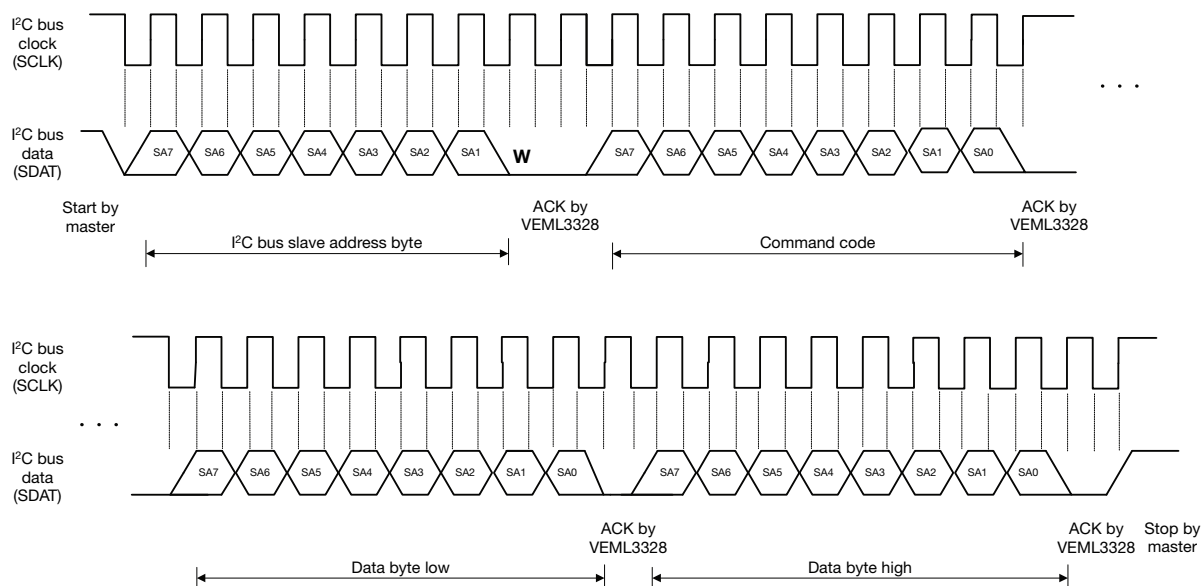 I²C bus
clock
(SCLK)
. . .
I²C bus
data
(SDAT)
SA7 SA6 SA5 SA4 SA3 SA2 SA1 W SA7 SA6 SA5 SA4 SA3 SA2 SA1 SA0
Start by
master
ACK by
VEML3328
ACK by
VEML3328
I²C bus slave address byte
Command code
I²C bus
clock
(SCLK)
. . .
I²C bus
data
(SDAT)
SA7 SA6 SA5 SA4 SA3 SA2 SA1 SA0 SA7 SA6 SA5 SA4 SA3 SA2 SA1 SA0
ACK by
VEML3328
ACK by
VEML3328
Stop by
master
Data byte low
Data byte high